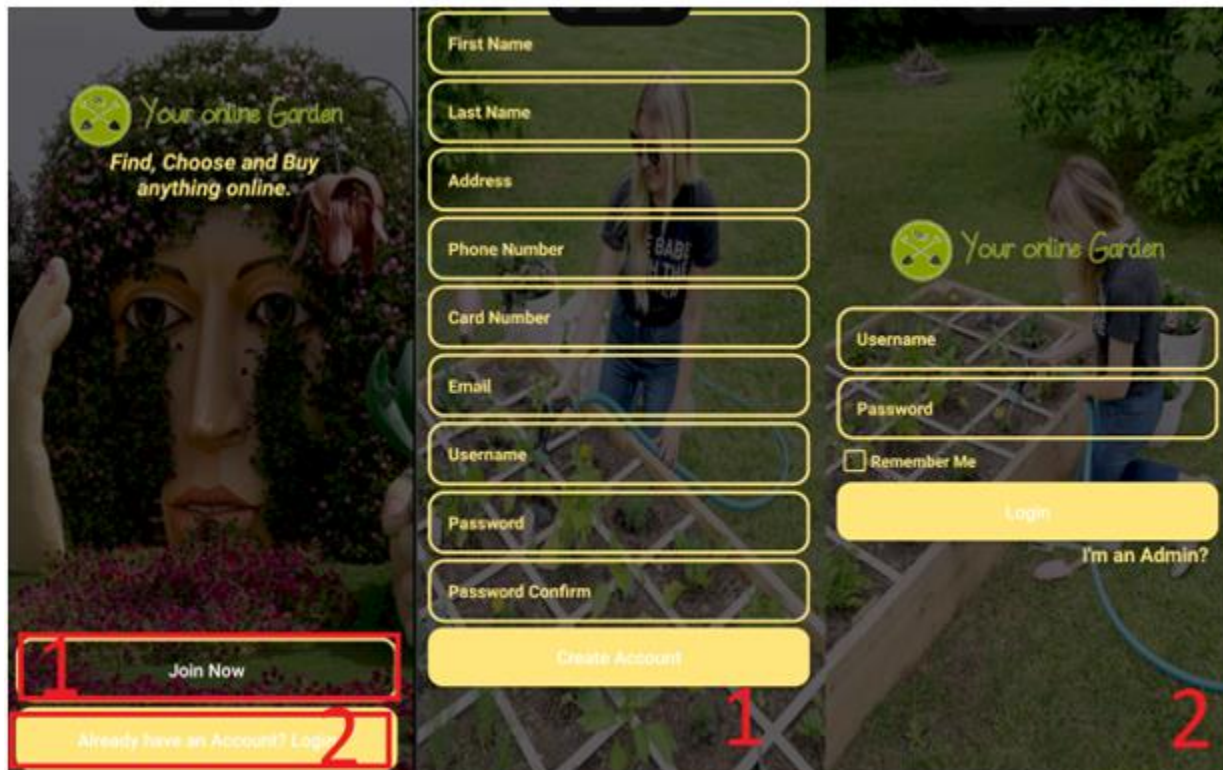 Your online Garden
Find, Choose and Buy
anything online.
1
Join Now
Already have an Account? Login
2
First Name
Last Name
Address
Phone Number
Card Number
Email
Username
Password
Password Confirm
Create Account
1
Your online Garden
Username
Password
Remember Me
Login
I'm an Admin?
2